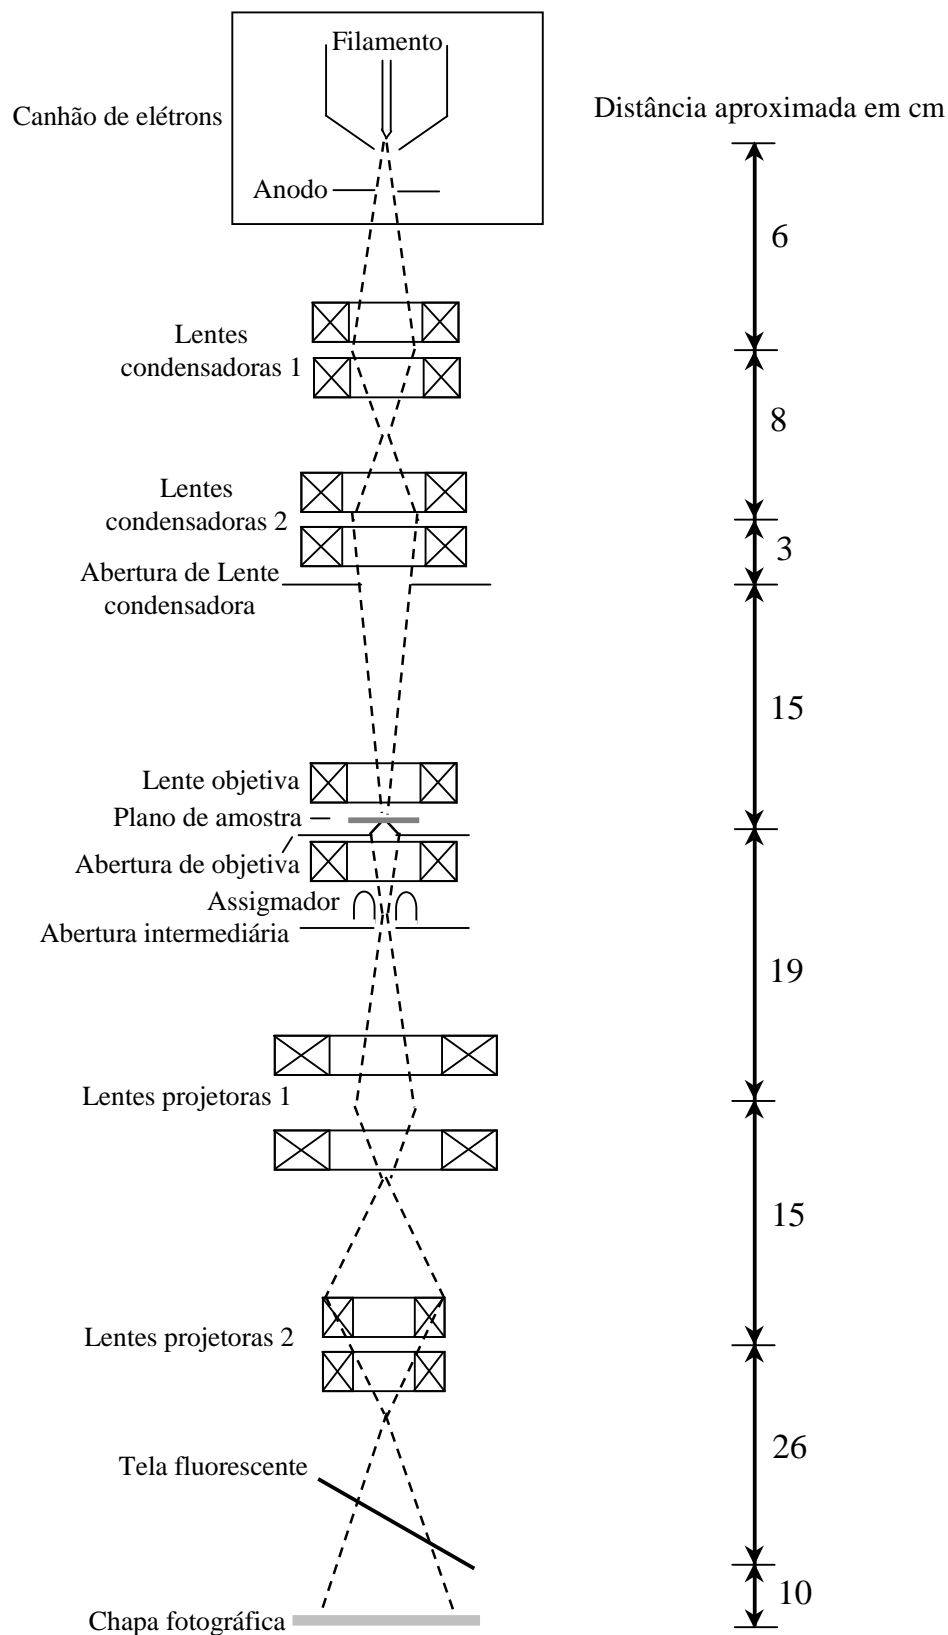 Filamento
Canhão de elétrons
Distância aproximada em cm
Anodo
6
Lentes
condensadoras 1
8
Lentes
condensadoras 2
3
Abertura de Lente
condensadora
15
Lente objetiva
Plano de amostra
Abertura de objetiva
Assigmador
Abertura intermediária
19
Lentes projetoras 1
15
Lentes projetoras 2
26
Tela fluorescente
10
Chapa fotográfica